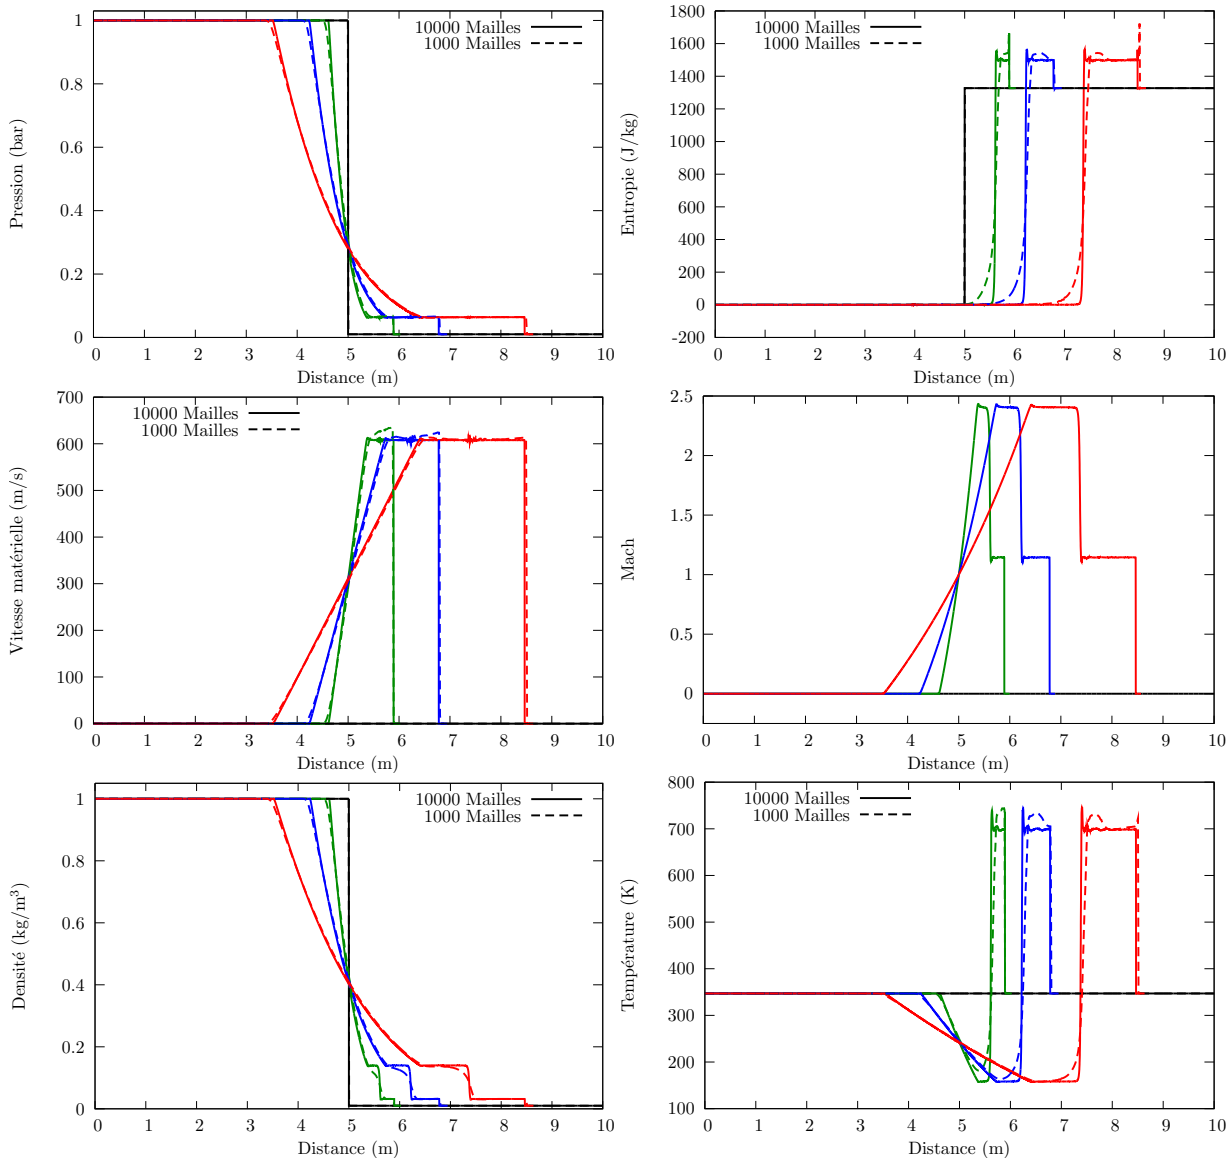 Pression (bar)
1
0.8
0.6
0.4
0.2
0
0 1 2 3 4 5 6 7 8 9 10
Distance (m)
10000 Mailles
1000 Mailles
Entropie (J/kg)
1800
1600
1400
1200
1000
800
600
400
200
0
-200
0 1 2 3 4 5 6 7 8 9 10
Distance (m)
10000 Mailles
1000 Mailles
Vitesse matérielle (m/s)
700
600
500
400
300
200
100
0
0 1 2 3 4 5 6 7 8 9 10
Distance (m)
10000 Mailles
1000 Mailles
Mach
2.5
2
1.5
1
0.5
0
0 1 2 3 4 5 6 7 8 9 10
Distance (m)
Densité (kg/m³)
1
0.8
0.6
0.4
0.2
0
0 1 2 3 4 5 6 7 8 9 10
Distance (m)
10000 Mailles
1000 Mailles
Température (K)
800
700
600
500
400
300
200
100
0 1 2 3 4 5 6 7 8 9 10
Distance (m)
10000 Mailles
1000 Mailles